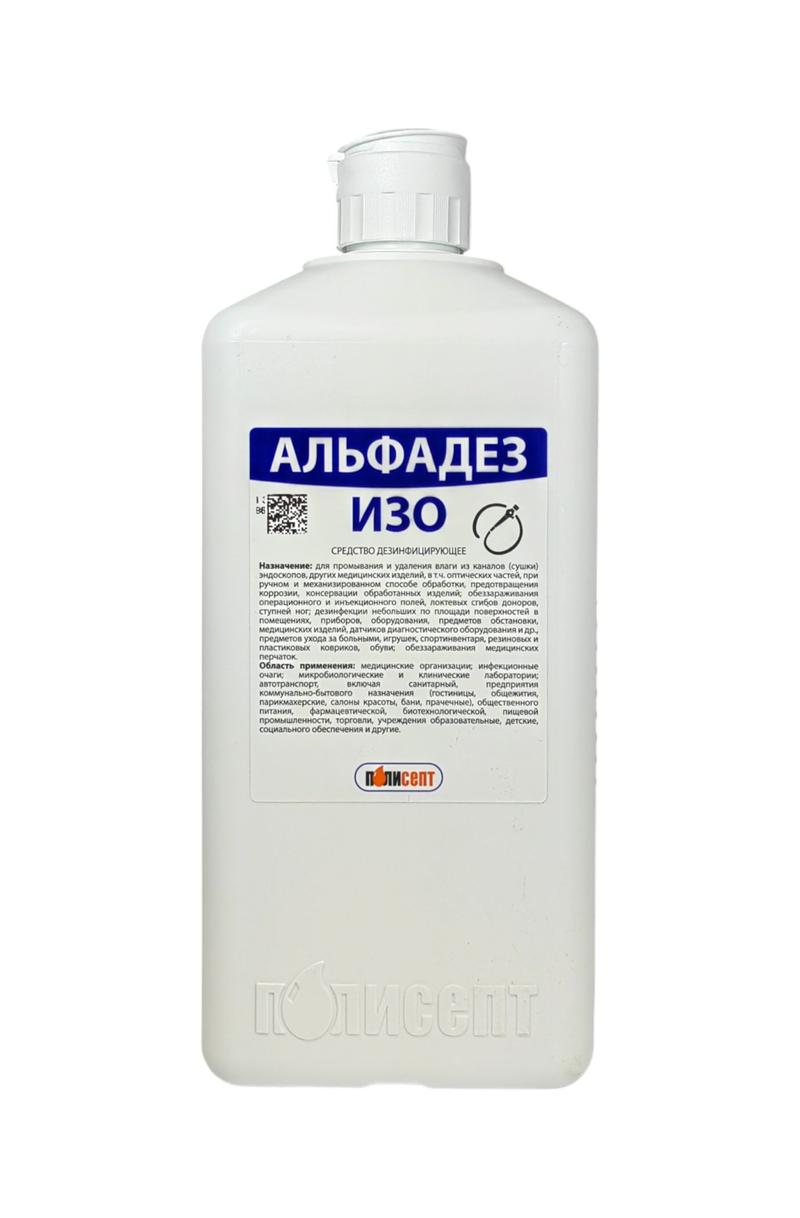 АЛЬФАДЕЗ
ИЗО
СРЕДСТВО ДЕЗИНФИЦИРУЮЩЕЕ
Назначение: для промывания и удаления влаги из каналов (сушки)
эндоскопов, других медицинских изделий, в т.ч. оптических частей, при
ручном и механизированном способе обработки, предотвращения
коррозии, консервации обработанных изделий; обеззараживания
операционного и инъекционного полей, локтевых сгибов доноров,
ступней ног; дезинфекции небольших по площади поверхностей в
помещениях, приборов, оборудования, предметов обстановки,
медицинских изделий, датчиков диагностического оборудования и др.,
предметов ухода за больными, игрушек, спортинвентаря, резиновых и
пластиковых ковриков, обуви; обеззараживания медицинских
перчаток.
Область применения: медицинские организации; инфекционные
очаги; микробиологические и клинические лаборатории;
автотранспорт, включая санитарный, предприятия
коммунально-бытового назначения (гостиницы, общежития,
парикмахерские, салоны красоты, бани, прачечные), общественного
питания, фармацевтической, биотехнологической, пищевой
промышленности, торговли, учреждения образовательные, детские,
социального обеспечения и другие.
ПОЛИСЕПТ
ПОЛИСЕПТ